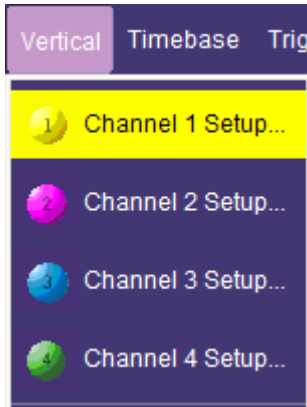 Vertical Timebase Trig
1 Channel 1 Setup...
2 Channel 2 Setup...
3 Channel 3 Setup...
4 Channel 4 Setup...